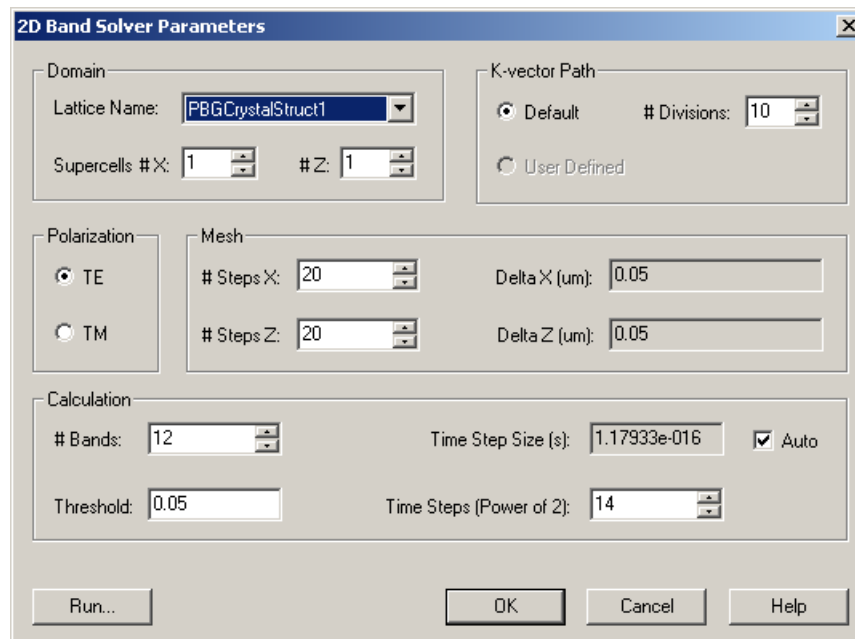 2D Band Solver Parameters
Domain
Lattice Name: PBGCrystalStruct1
Supercells # X: 1 # Z: 1
K-vector Path
Default # Divisions: 10
User Defined
Polarization
TE
TM
Mesh
# Steps X: 20 Delta X (um): 0.05
# Steps Z: 20 Delta Z (um): 0.05
Calculation
# Bands: 12 Time Step Size (s): 1.17933e-016 Auto
Threshold: 0.05 Time Steps (Power of 2): 14
Run... OK Cancel Help